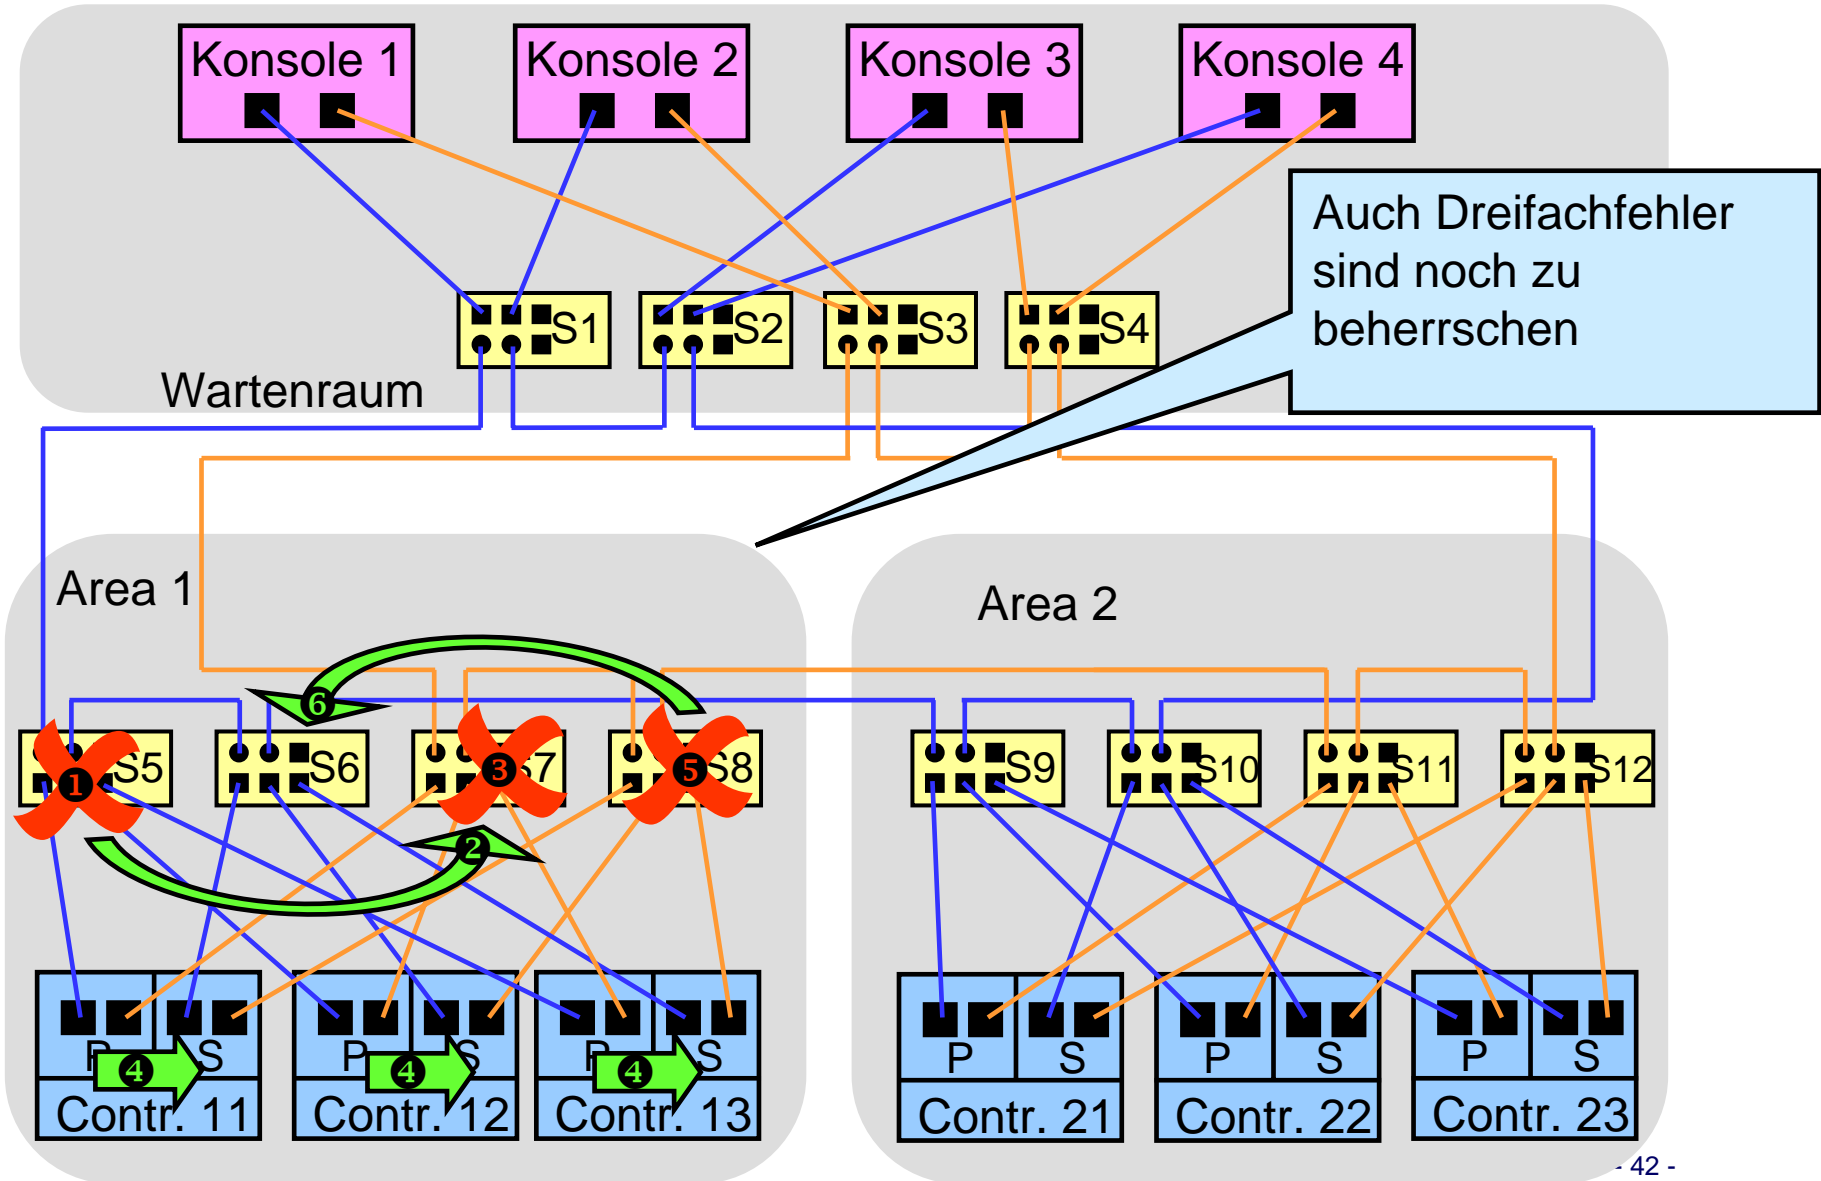 Konsole 1
Konsole 2
Konsole 3
Konsole 4
Auch Dreifachfehler
sind noch zu
beherrschen
S1
S2
S3
S4
Wartenraum
Area 1
Area 2
6
S5
S6
S7
S8
S9
S10
S11
S12
1
3
5
2
P
S
P
S
P
S
P
S
P
S
P
S
4
4
4
Contr. 11
Contr. 12
Contr. 13
Contr. 21
Contr. 22
Contr. 23
- 42 -